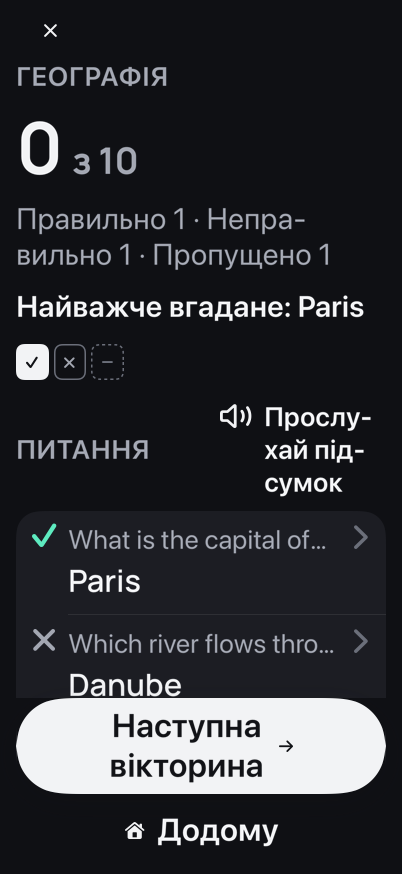 ГЕОГРАФІЯ
0 з 10
Правильно 1 · Непра-
вильно 1 · Пропущено 1
Найважче вгадане: Paris
Прослу-
хай під-
сумок
ПИТАННЯ
What is the capital of…
Paris
Which river flows thro…
Danube
Наступна
вікторина →
Додому